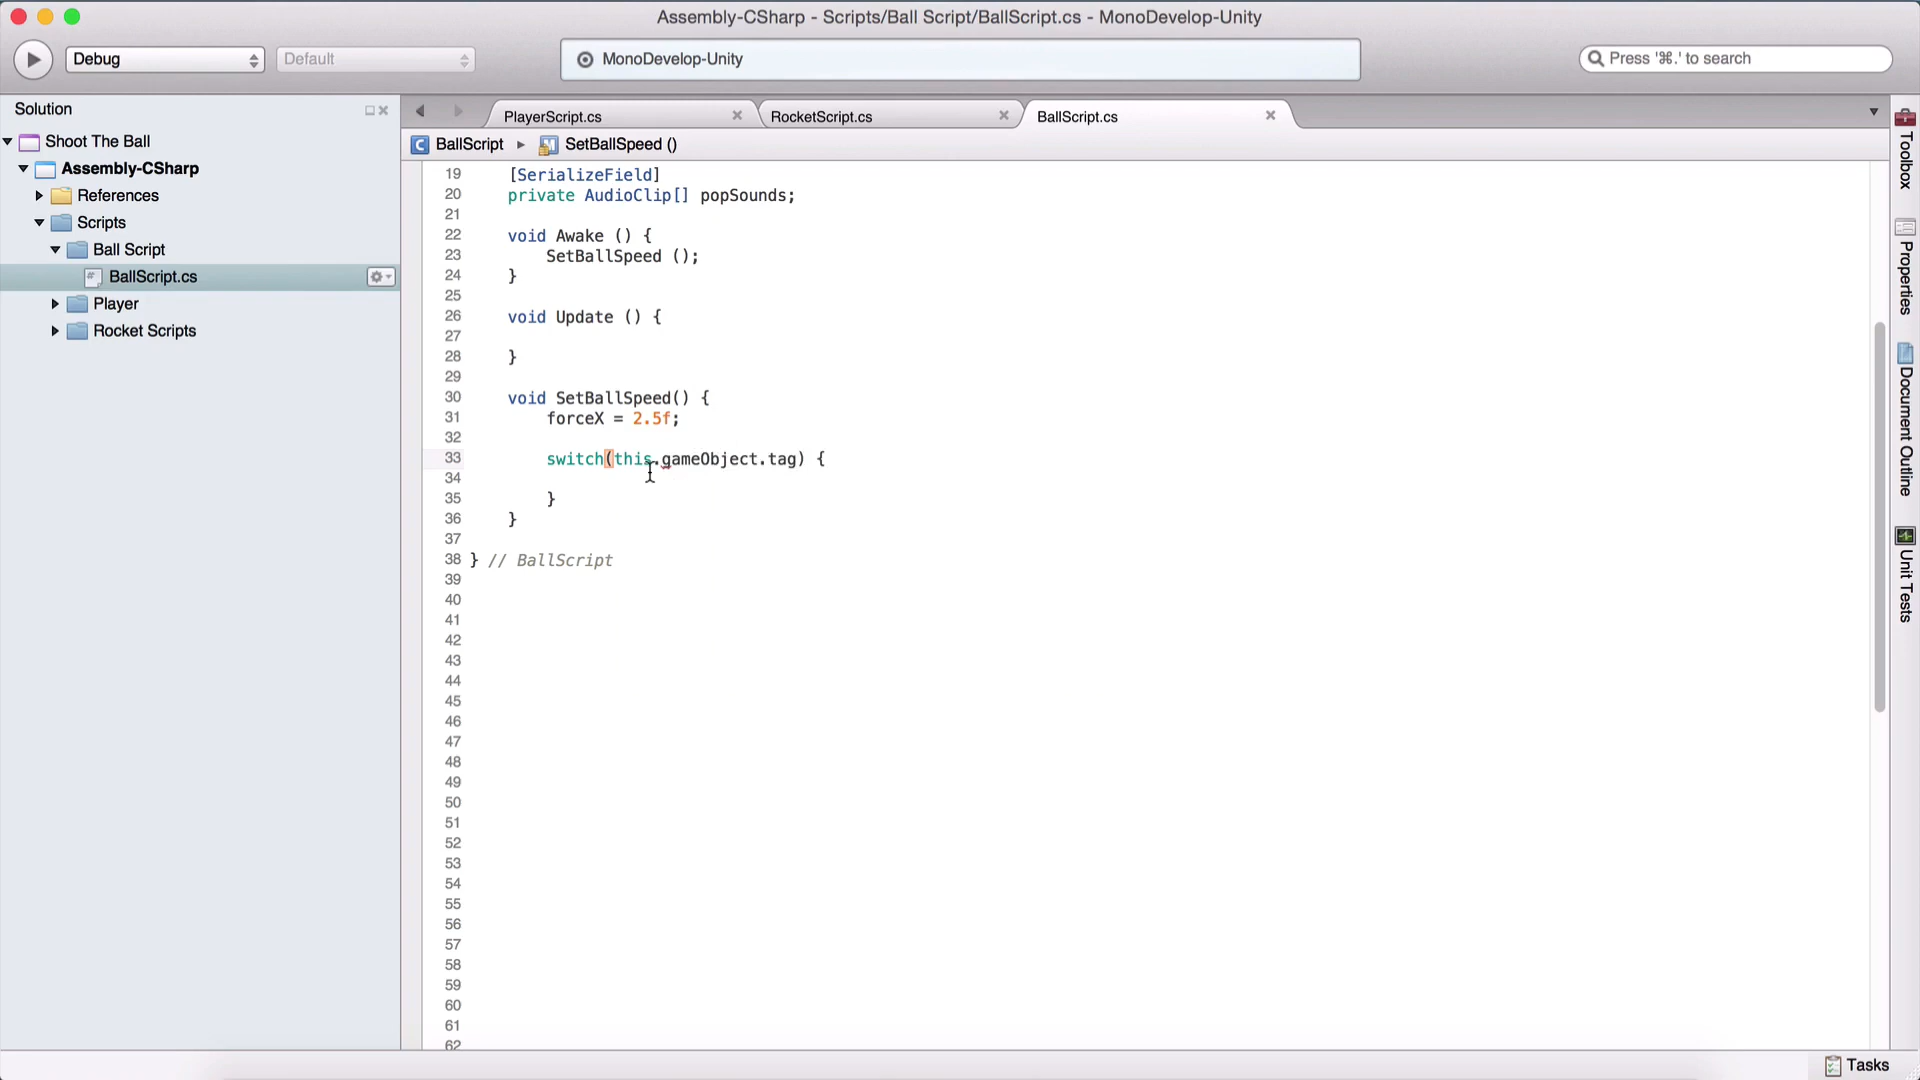 Assembly-CSharp - Scripts/Ball Script/BallScript.cs - MonoDevelop-Unity
Debug
Default
MonoDevelop-Unity
Press '⌘.' to search
Solution
Shoot The Ball
Assembly-CSharp
References
Scripts
Ball Script
BallScript.cs
Player
Rocket Scripts
PlayerScript.cs
RocketScript.cs
BallScript.cs
BallScript
SetBallSpeed ()
19 [SerializeField]
20 private AudioClip[] popSounds;
21
22 void Awake () {
23 SetBallSpeed ();
24 }
25
26 void Update () {
27
28 }
29
30 void SetBallSpeed() {
31 forceX = 2.5f;
32
33 switch(this.gameObject.tag) {
34
35 }
36 }
37
38 } // BallScript
39
40
41
42
43
44
45
46
47
48
49
50
51
52
53
54
55
56
57
58
59
60
61
62
Toolbox
Properties
Document Outline
Unit Tests
Tasks